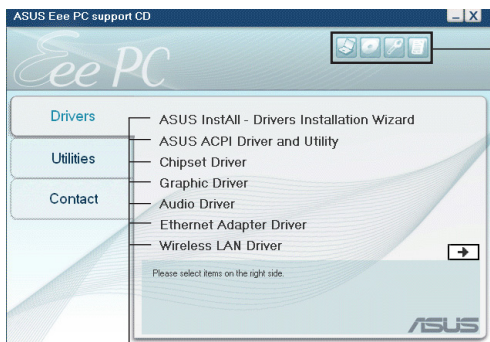 ASUS Eee PC support CD
Eee PC
Drivers
Utilities
Contact
ASUS InstAll - Drivers Installation Wizard
ASUS ACPI Driver and Utility
Chipset Driver
Graphic Driver
Audio Driver
Ethernet Adapter Driver
Wireless LAN Driver
Please select items on the right side.
ASUS